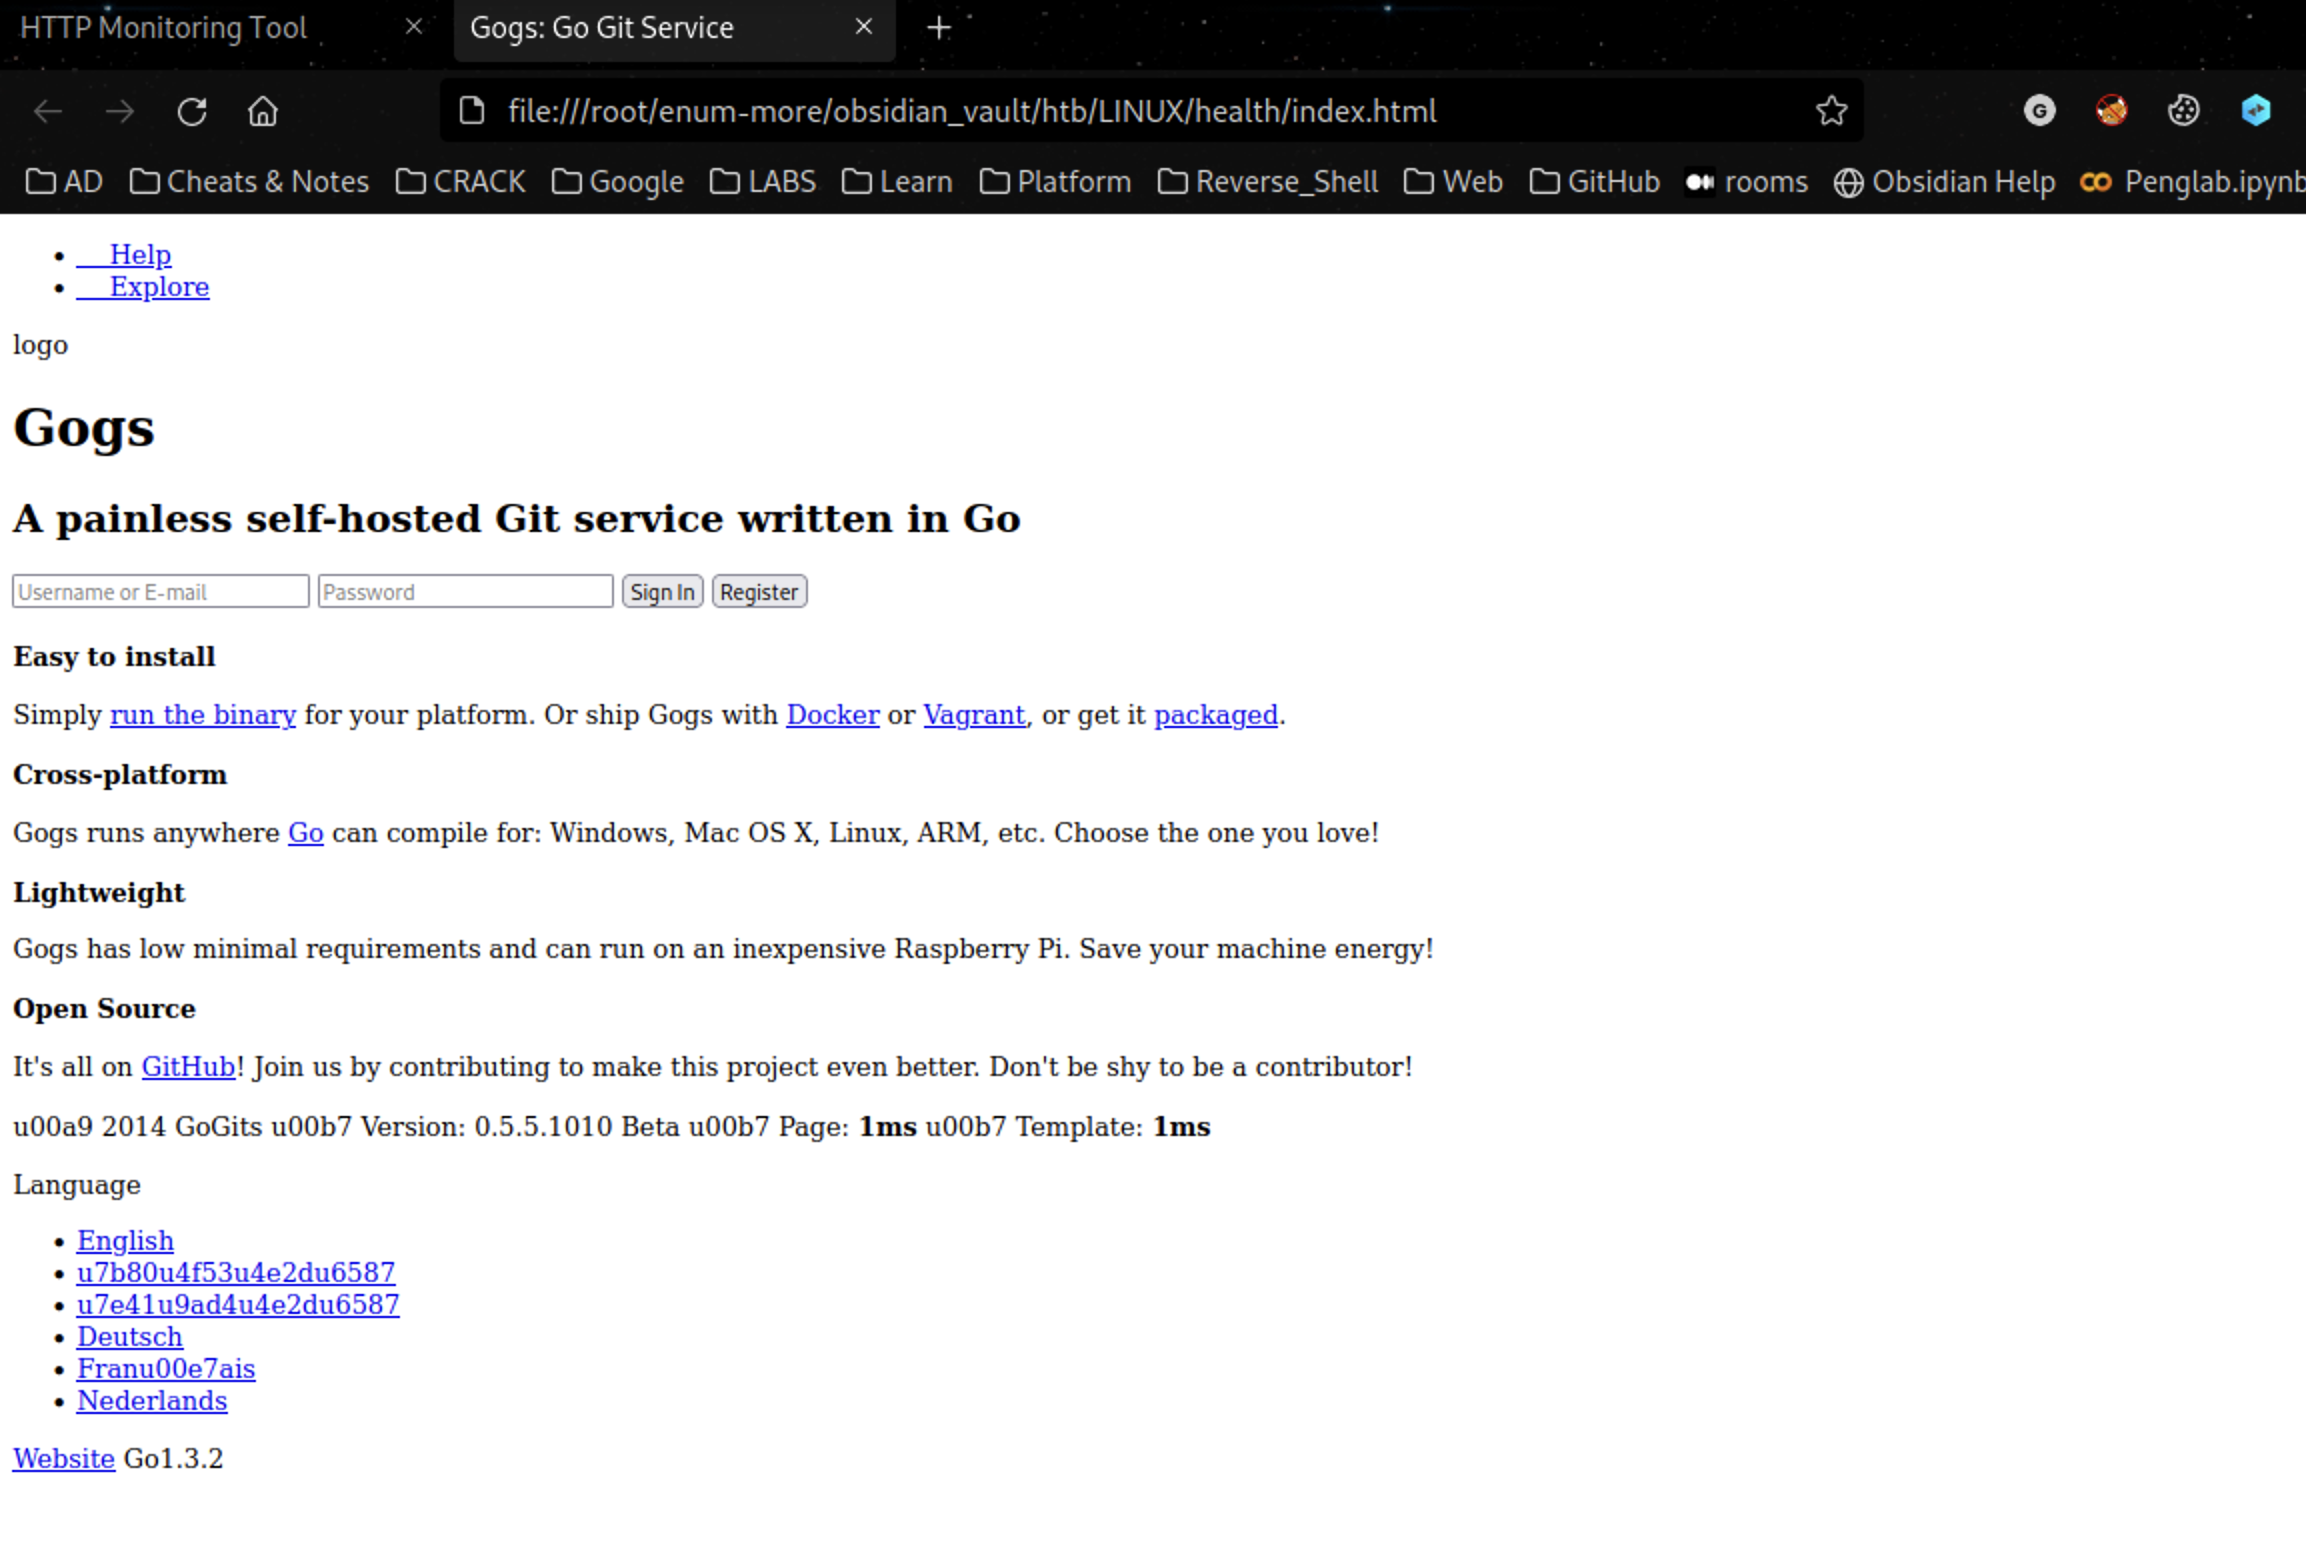 HTTP Monitoring Tool
Gogs: Go Git Service
file:///root/enum-more/obsidian_vault/htb/LINUX/health/index.html
G
AD Cheats & Notes CRACK Google LABS Learn Platform Reverse_Shell Web GitHub rooms Obsidian Help Penglab.ipynb
Help
Explore
logo
Gogs
A painless self-hosted Git service written in Go
Username or E-mail Password Sign In Register
Easy to install
Simply run the binary for your platform. Or ship Gogs with Docker or Vagrant, or get it packaged.
Cross-platform
Gogs runs anywhere Go can compile for: Windows, Mac OS X, Linux, ARM, etc. Choose the one you love!
Lightweight
Gogs has low minimal requirements and can run on an inexpensive Raspberry Pi. Save your machine energy!
Open Source
It's all on GitHub! Join us by contributing to make this project even better. Don't be shy to be a contributor!
u00a9 2014 GoGits u00b7 Version: 0.5.5.1010 Beta u00b7 Page: 1ms u00b7 Template: 1ms
Language
English
u7b80u4f53u4e2du6587
u7e41u9ad4u4e2du6587
Deutsch
Franu00e7ais
Nederlands
Website Go1.3.2